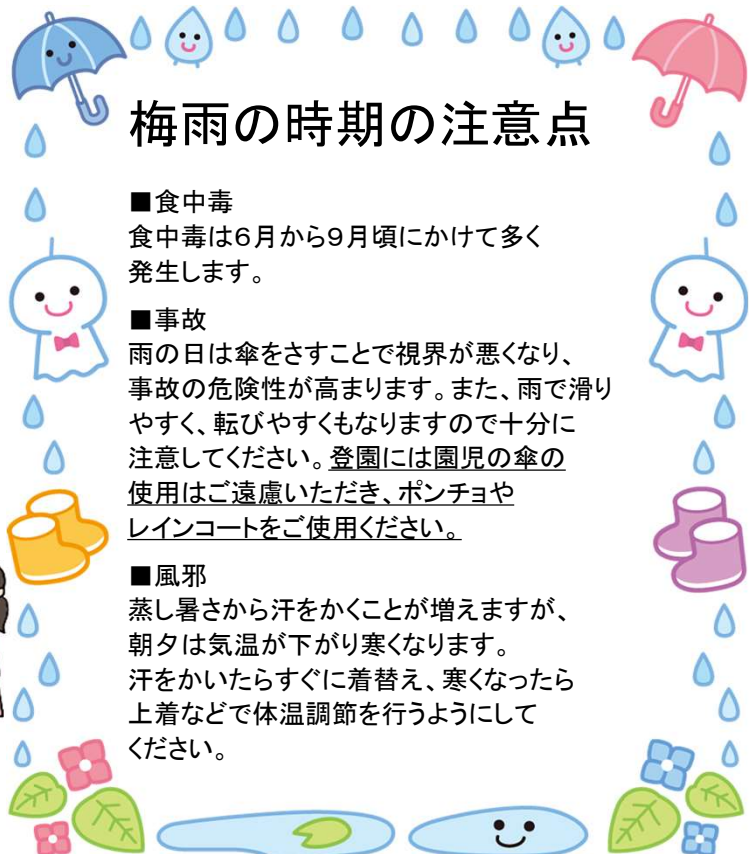 梅雨の時期の注意点
■食中毒
食中毒は6月から9月頃にかけて多く
発生します。
■事故
雨の日は傘をさすことで視界が悪くなり、
事故の危険性が高まります。また、雨で滑り
やすく、転びやすくもなりますので十分に
注意してください。登園には園児の傘の
使用はご遠慮いただき、ポンチョや
レインコートをご使用ください。
■風邪
蒸し暑さから汗をかくことが増えますが、
朝夕は気温が下がり寒くなります。
汗をかいたらすぐに着替え、寒くなったら
上着などで体温調節を行うようにして
ください。